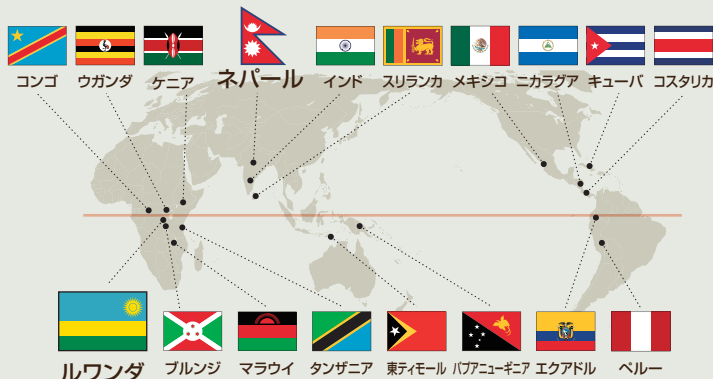 コンゴ
ウガンダ
ケニア
ネパール
インド
スリランカ
メキシコ
ニカラグア
キューバ
コスタリカ
ルワンダ
ブルンジ
マラウイ
タンザニア
東ティモール
パプアニューギニア
エクアドル
ペルー